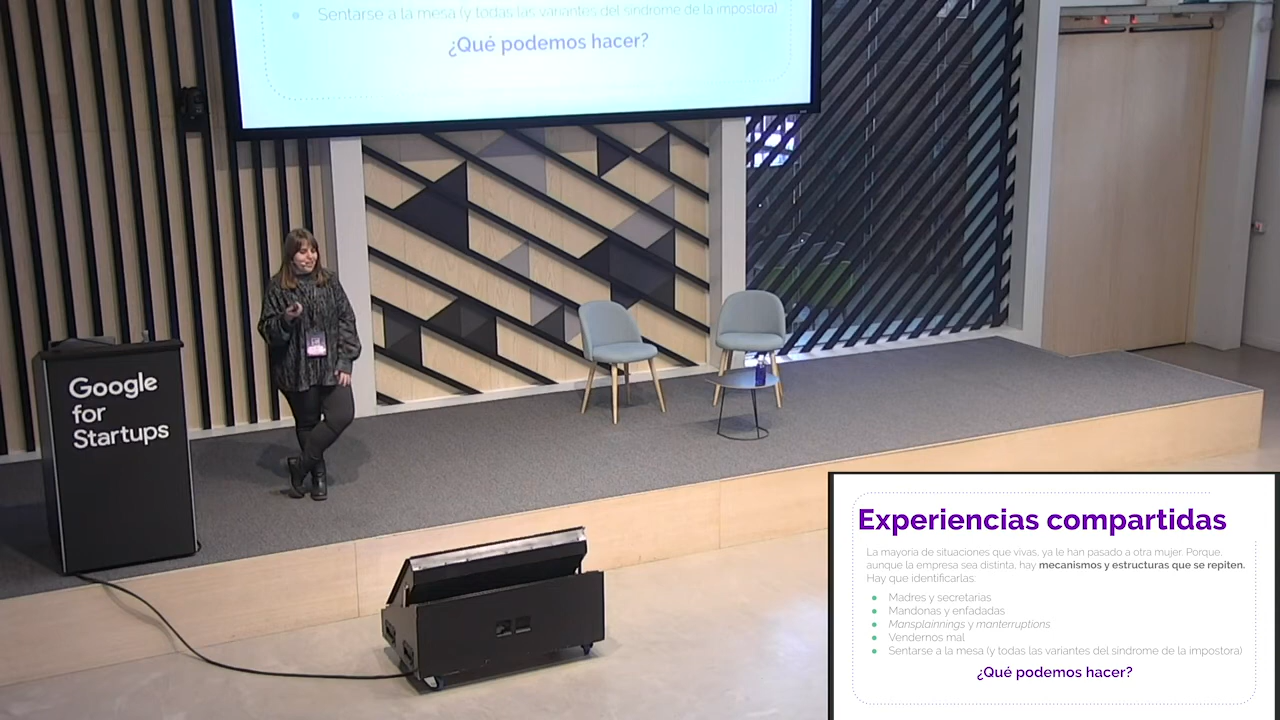 Sentarse a la mesa (y todas las variantes del síndrome de la impostora)
¿Qué podemos hacer?
Google
for
Startups
Experiencias compartidas
La mayoría de situaciones que vivas, ya le han pasado a otra mujer. Porque,
aunque la empresa sea distinta, hay mecanismos y estructuras que se repiten.
Hay que identificarlas.
Madres y secretarias
Mandonas y enfadadas
Mansplainnings y manterruptions
Vendernos mal
Sentarse a la mesa (y todas las variantes del síndrome de la impostora)
¿Qué podemos hacer?